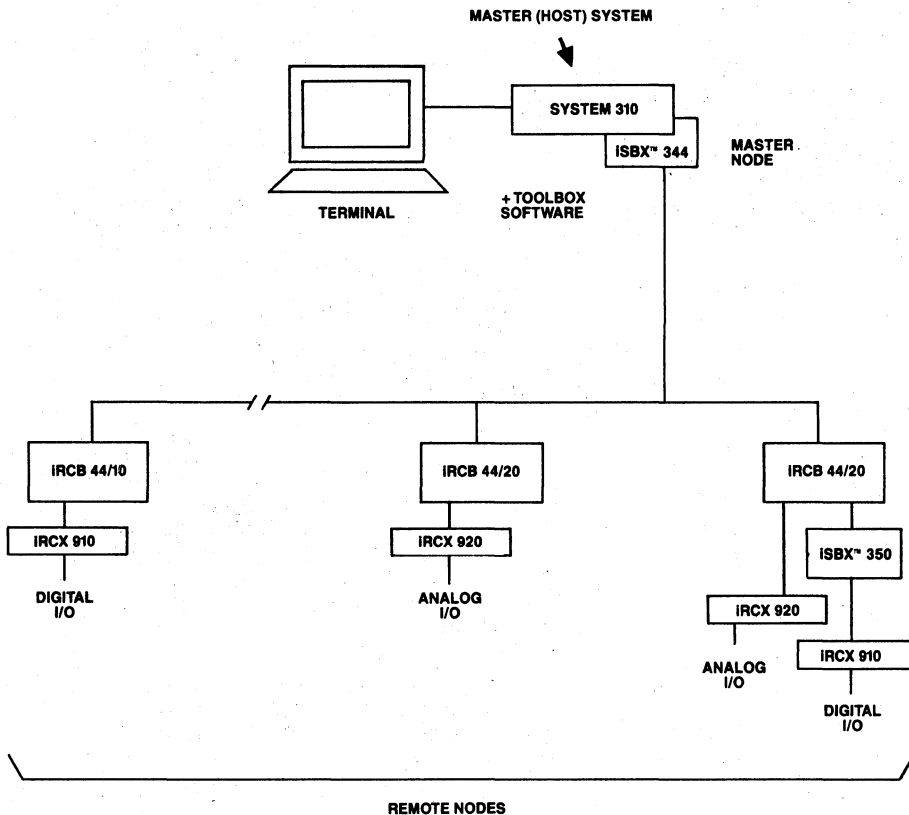 MASTER (HOST) SYSTEM
SYSTEM 310
iSBX™ 344
MASTER
NODE
TERMINAL
+ TOOLBOX
SOFTWARE
iRCB 44/10
iRCB 44/20
iRCB 44/20
iRCX 910
iRCX 920
iSBX™ 350
DIGITAL
I/O
ANALOG
I/O
iRCX 920
iRCX 910
ANALOG
I/O
DIGITAL
I/O
REMOTE NODES